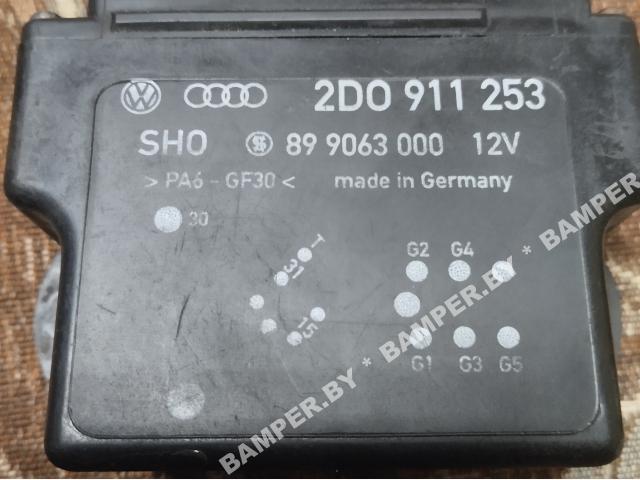 2D0 911 253
SHO 89 9063 000 12V
> PA6 - GF30 < made in Germany
30
T
31
15
G2 G4
G1 G3 G5
BAMPER.BY * BAMPER.BY * BAMPER.BY